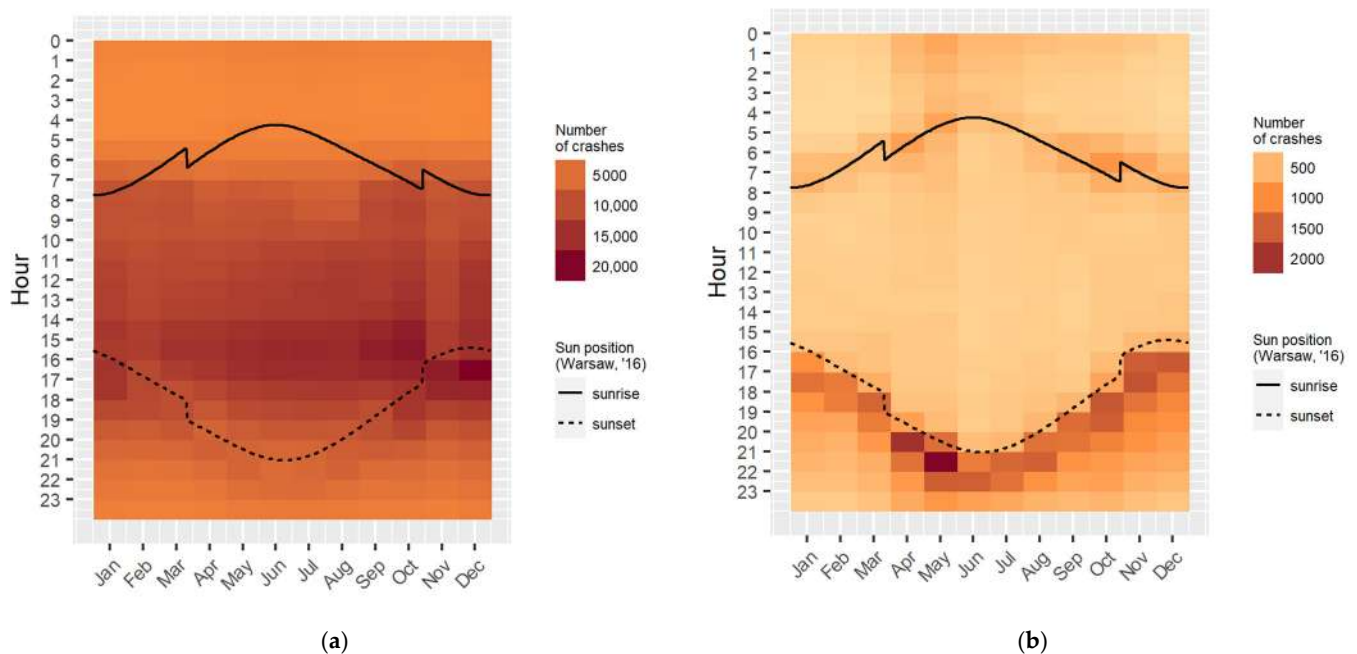 Hour
0
1
2
3
4
5
6
7
8
9
10
11
12
13
14
15
16
17
18
19
20
21
22
23
Jan
Feb
Mar
Apr
May
Jun
Jul
Aug
Sep
Oct
Nov
Dec
Number
of crashes
5000
10,000
15,000
20,000
Sun position
(Warsaw, '16)
sunrise
sunset
(a)
Hour
0
1
2
3
4
5
6
7
8
9
10
11
12
13
14
15
16
17
18
19
20
21
22
23
Jan
Feb
Mar
Apr
May
Jun
Jul
Aug
Sep
Oct
Nov
Dec
Number
of crashes
500
1000
1500
2000
Sun position
(Warsaw, '16)
sunrise
sunset
(b)